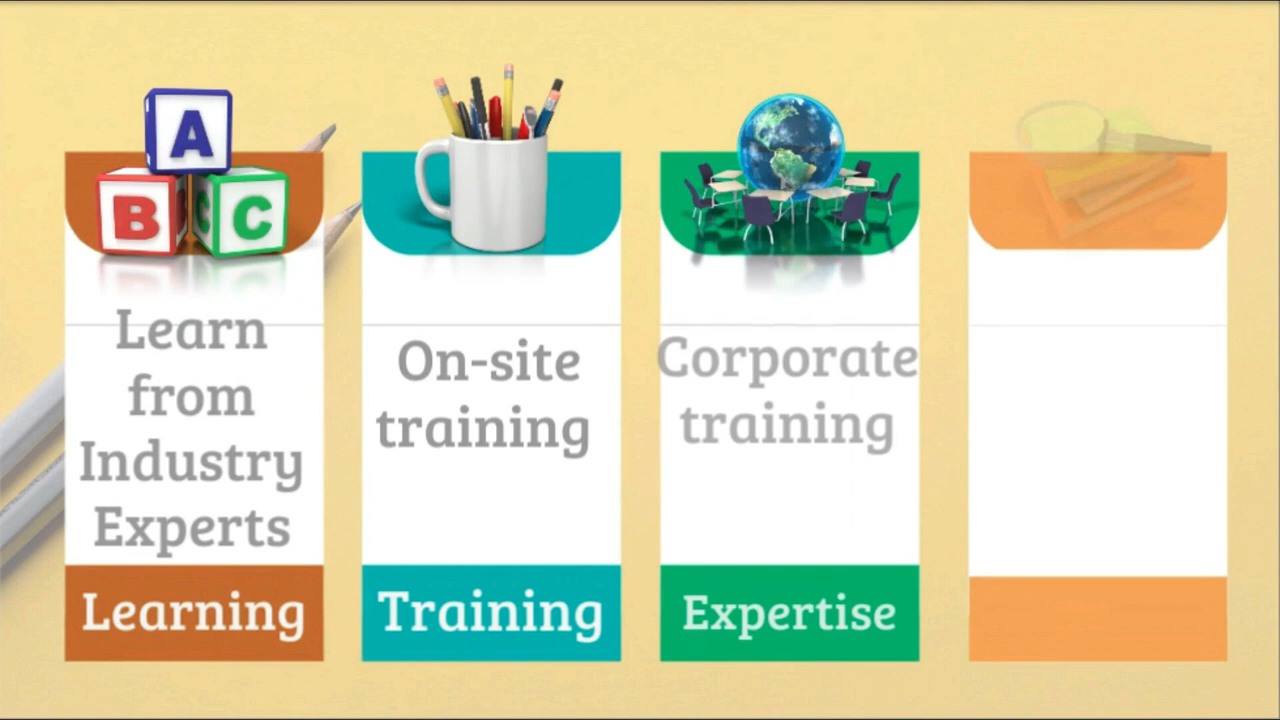 A
B C
Learn
from
Industry
Experts
Learning
On-site
training
Training
Corporate
training
Expertise